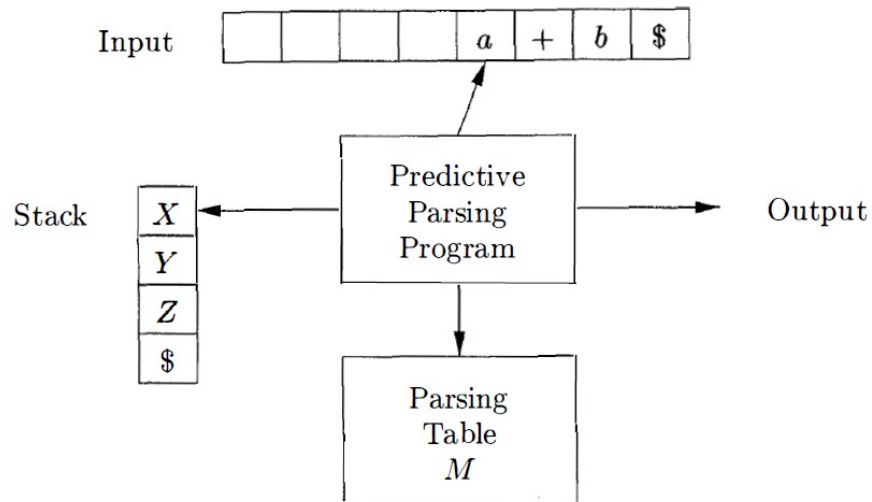 Input
a + b $
Predictive
Parsing
Program
Stack
X
Y
Z
$
Output
Parsing
Table
M